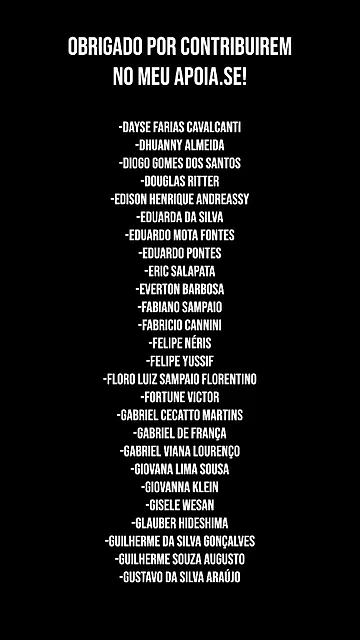 OBRIGADO POR CONTRIBUIREM
NO MEU APOIA.SE!
-DAYSE FARIAS CAVALCANTI
-DHUANNY ALMEIDA
-DIOGO GOMES DOS SANTOS
-DOUGLAS RITTER
-EDISON HENRIQUE ANDREASSY
-EDUARDA DA SILVA
-EDUARDO MOTA FONTES
-EDUARDO PONTES
-ERIC SALAPATA
-EVERTON BARBOSA
-FABIANO SAMPAIO
-FABRICIO CANNINI
-FELIPE NÉRIS
-FELIPE YUSSIF
-FLORO LUIZ SAMPAIO FLORENTINO
-FORTUNE VICTOR
-GABRIEL CECATTO MARTINS
-GABRIEL DE FRANÇA
-GABRIEL VIANA LOURENÇO
-GIOVANA LIMA SOUSA
-GIOVANNA KLEIN
-GISELE WESAN
-GLAUBER HIDESHIMA
-GUILHERME DA SILVA GONÇALVES
-GUILHERME SOUZA AUGUSTO
-GUSTAVO DA SILVA ARAÚJO